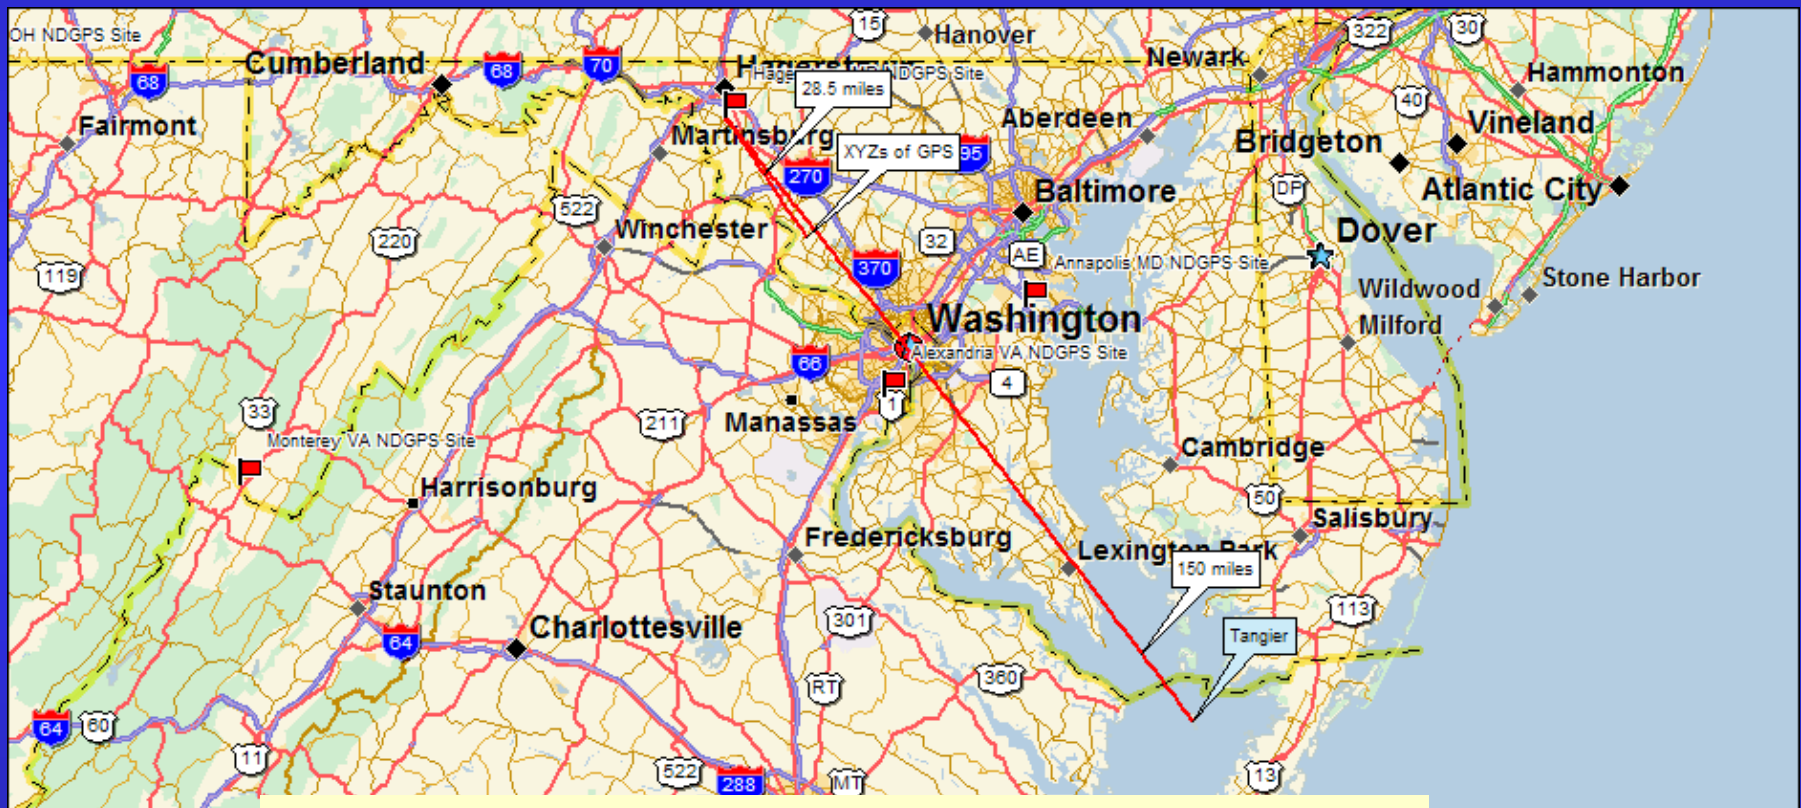 OH NDGPS Site
15
Hanover
322
30
Cumberland
68
70
68
Newark
Hammonton
NDGPS Site
28.5 miles
40
Fairmont
Martinsburg
Aberdeen
Vineland
Bridgeton
XYZs of GPS
95
270
DP
Baltimore
Atlantic City
522
Winchester
220
32
Dover
AE
Annapolis MD NDGPS Site
119
370
Stone Harbor
Wildwood
Milford
Washington
Alexandria VA NDGPS Site
66
4
33
1
211
Manassas
Monterey VA NDGPS Site
Cambridge
Harrisonburg
50
Salisbury
Fredericksburg
Lexington Park
150 miles
Staunton
301
113
Charlottesville
64
Tangier
360
RT
64
60
11
522
288
MT
13